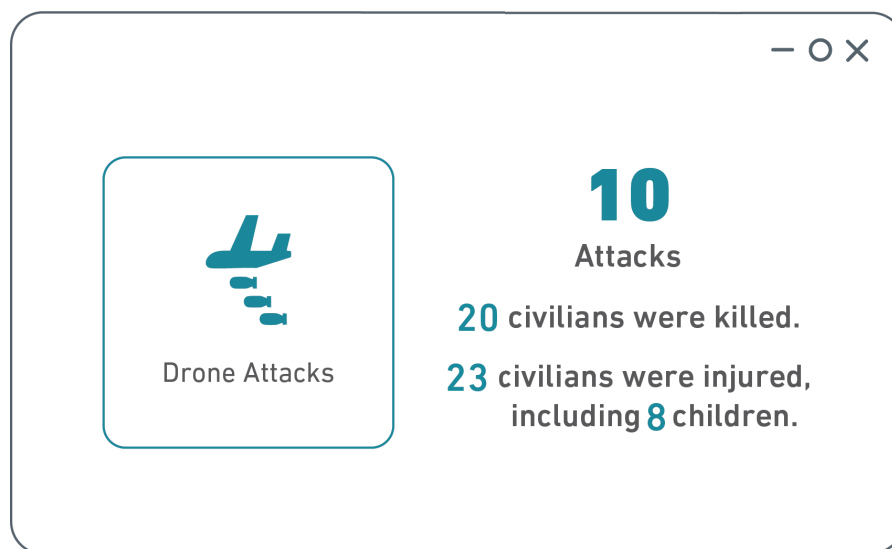 Drone Attacks
10
Attacks
20 civilians were killed.
23 civilians were injured,
including 8 children.